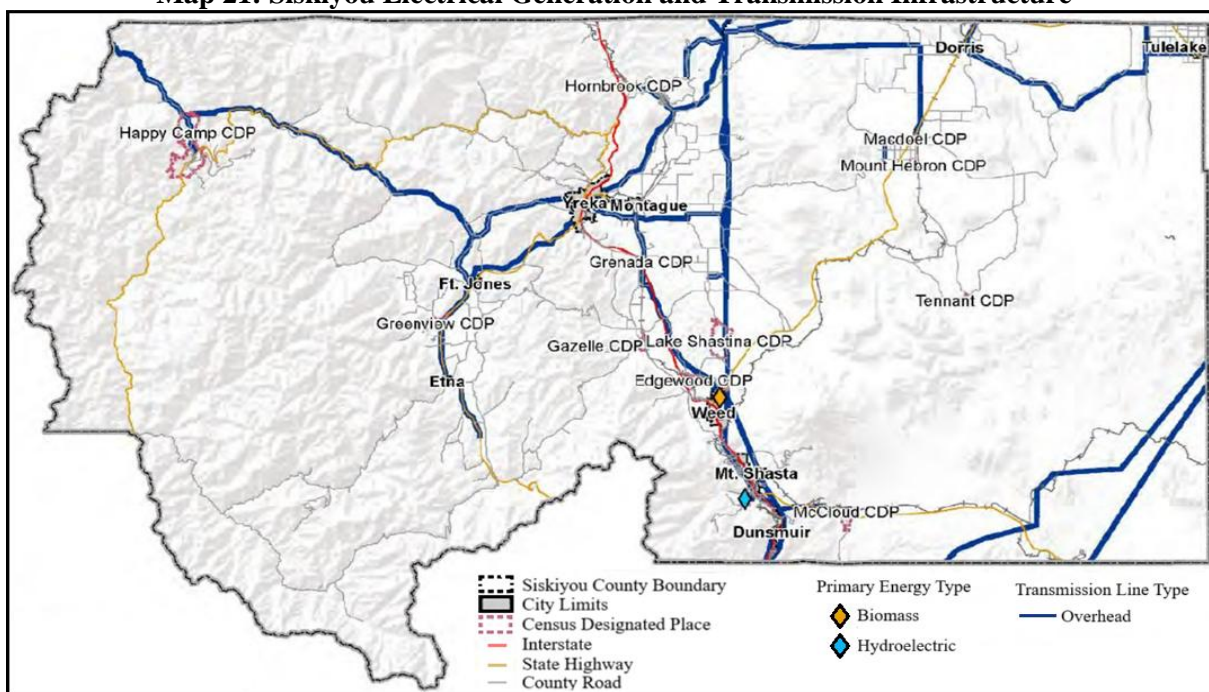 Map 21: Siskiyou Electrical Generation and Transmission Infrastructure
Dorris
Tulelake
Hornbrook CDP
Happy Camp CDP
Macdoel CDP
Mount Hebron CDP
Yreka Montague
Grenada CDP
Ft. Jones
Tennant CDP
Greenview CDP
Gazelle CDP
Lake Shastina CDP
Etna
Edgewood CDP
Weed
Mt. Shasta
McCloud CDP
Dunsmuir
Siskiyou County Boundary
City Limits
Census Designated Place
Interstate
State Highway
County Road
Primary Energy Type
Biomass
Hydroelectric
Transmission Line Type
Overhead